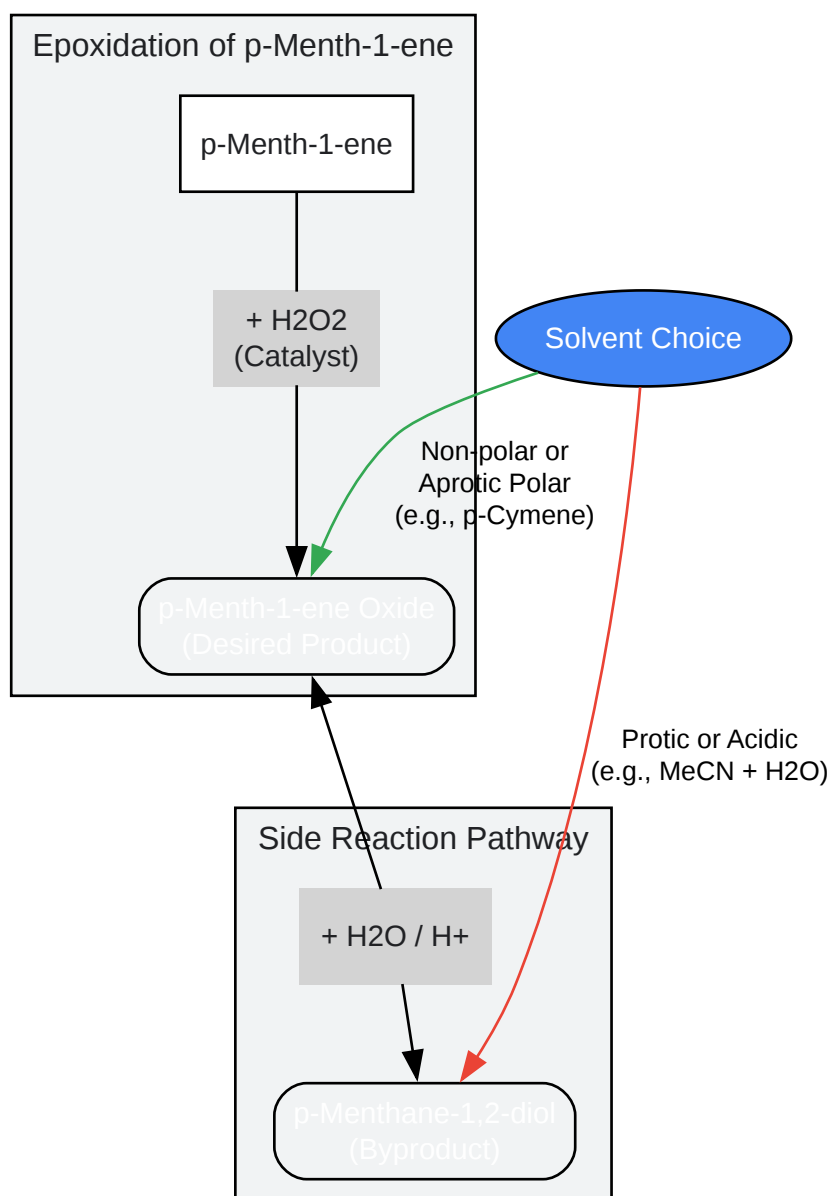 Epoxidation of p-Menth-1-ene
p-Menth-1-ene
+ H2O2
(Catalyst)
Solvent Choice
Non-polar or
Aprotic Polar
(e.g., p-Cymene)
p-Menth-1-ene Oxide
(Desired Product)
Protic or Acidic
(e.g., MeCN + H2O)
Side Reaction Pathway
+ H2O / H+
p-Menthane-1,2-diol
(Byproduct)